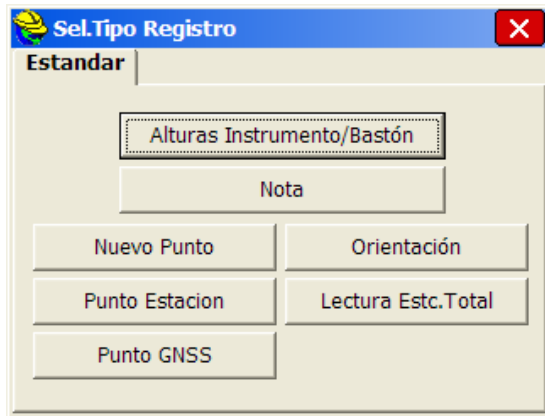 Sel.Tipo Registro
Estandar
Alturas Instrumento/Bastón
Nota
Nuevo Punto
Orientación
Punto Estacion
Lectura Estc.Total
Punto GNSS